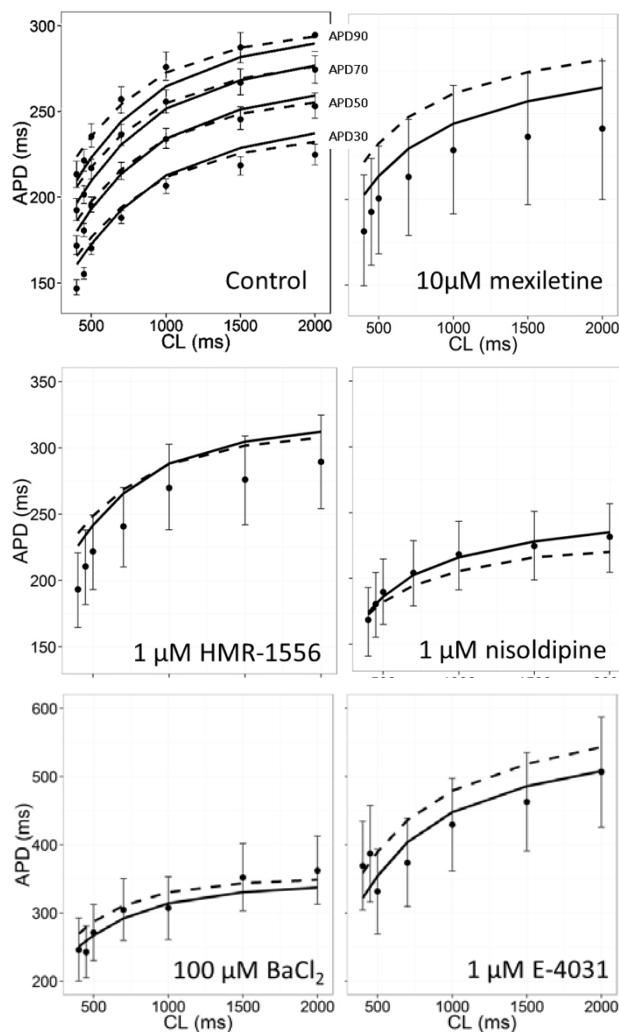 300
250
200
150
APD (ms)
APD90
APD70
APD50
APD30
Control
500
1000
1500
2000
CL (ms)
10µM mexiletine
500
1000
1500
2000
CL (ms)
350
300
250
200
150
APD (ms)
1 µM HMR-1556
1 µM nisoldipine
600
500
400
300
200
APD (ms)
100 µM BaCl₂
500
1000
1500
2000
CL (ms)
1 µM E-4031
500
1000
1500
2000
CL (ms)